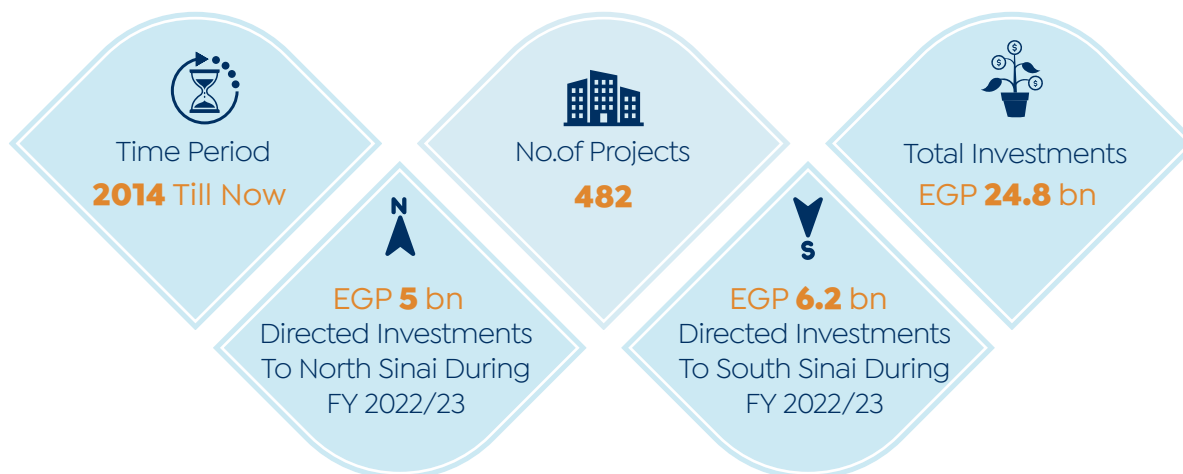 Time Period
2014 Till Now
No.of Projects
482
Total Investments
EGP 24.8 bn
N
EGP 5 bn
Directed Investments
To North Sinai During
FY 2022/23
S
EGP 6.2 bn
Directed Investments
To South Sinai During
FY 2022/23
$
$
$